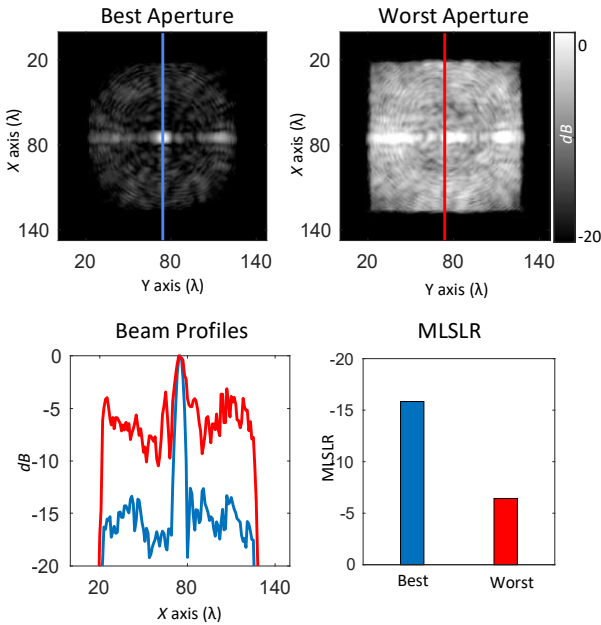 Best Aperture
Worst Aperture
X axis (λ)
20
80
140
20
80
140
Y axis (λ)
X axis (λ)
20
80
140
20
80
140
Y axis (λ)
0
dB
-20
Beam Profiles
MLSLR
dB
0
-5
-10
-15
-20
20
80
140
X axis (λ)
MLSLR
-20
-15
-10
-5
0
Best
Worst